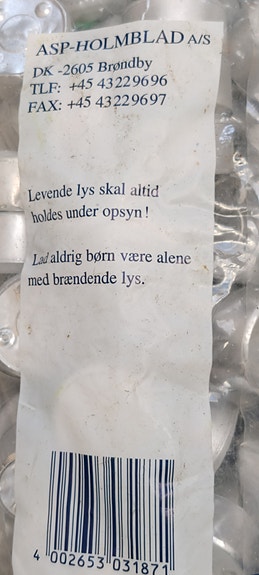 ASP-HOLMBLAD A/S
DK -2605 Brøndby
TLF: +45 43229696
FAX: +45 43229697
Levende lys skal altid
holdes under opsyn !
Lad aldrig børn være alene
med brændende lys.
4 002653 031871